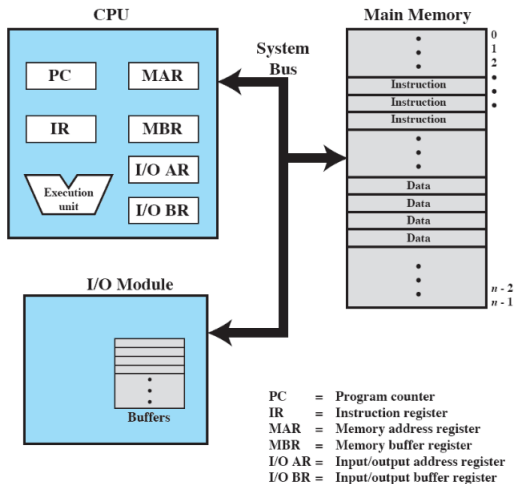 CPU
PC
MAR
IR
MBR
I/O AR
Execution
unit
I/O BR
System
Bus
Main Memory
0
1
2
Instruction
Instruction
Instruction
Data
Data
Data
Data
n - 2
n - 1
I/O Module
Buffers
PC = Program counter
IR = Instruction register
MAR = Memory address register
MBR = Memory buffer register
I/O AR = Input/output address register
I/O BR = Input/output buffer register